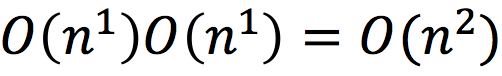 O(n¹)O(n¹) = O(n²)